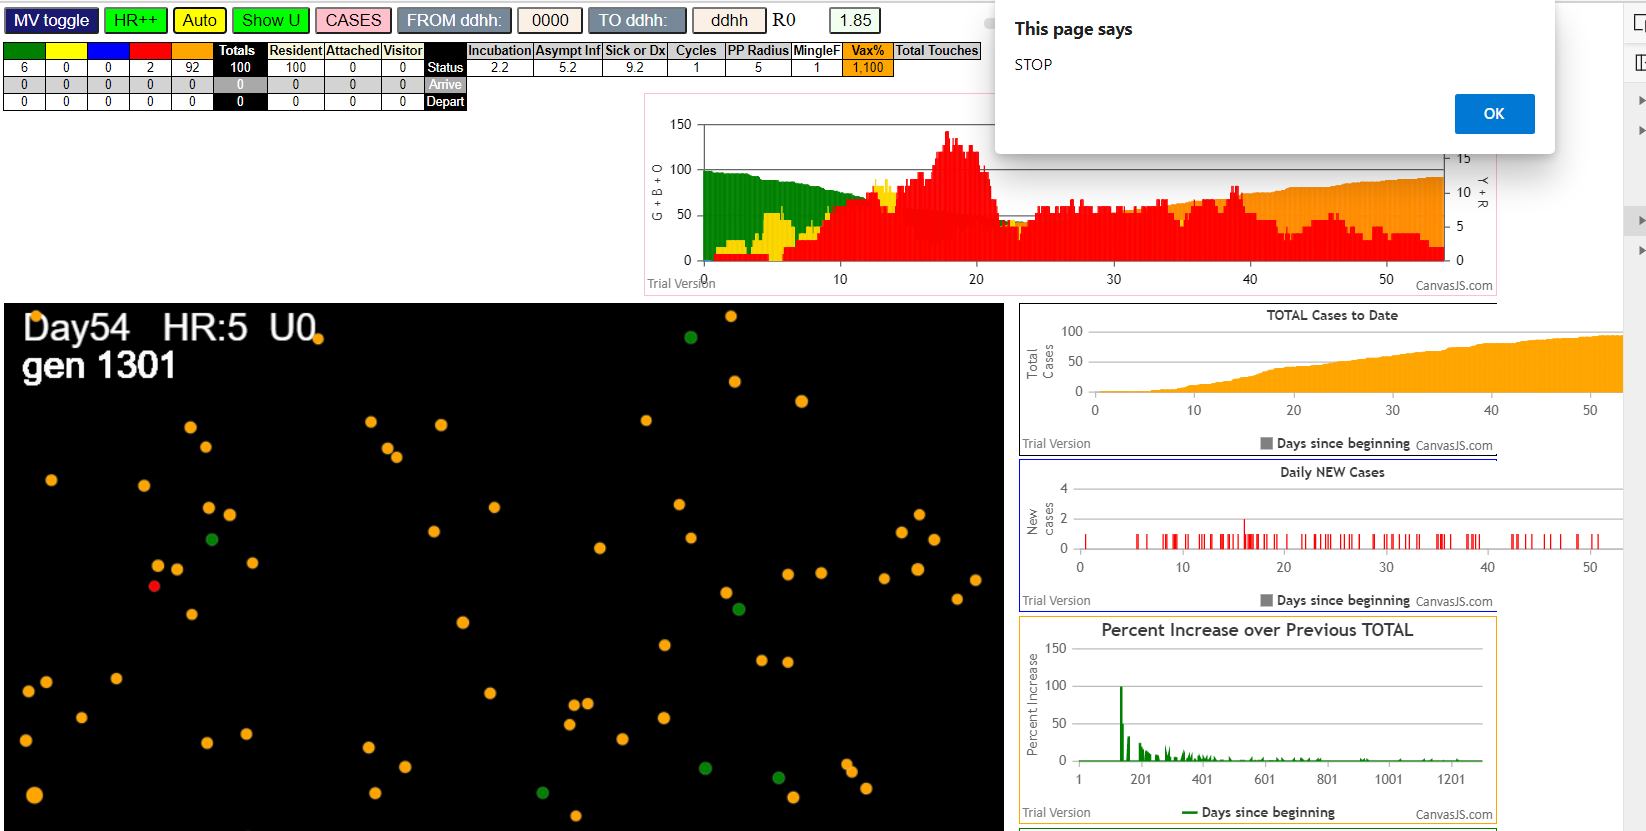 MV toggle HR++ Auto Show U CASES FROM ddhh: 0000 TO ddhh: ddhh R0 1.85
This page says
STOP
OK
Totals Resident Attached Visitor Incubation Asympt Inf Sick or Dx Cycles PP Radius MingleF Vax% Total Touches
6 0 0 2 92 100 100 0 0 Status 2.2 5.2 9.2 1 5 1 1,100
0 0 0 0 0 0 0 0 0 Arrive
0 0 0 0 0 0 0 0 0 Depart
150
100
50
0
G + B + O
15
10
5
0
Y + R
0 10 20 30 40 50
Trial Version
CanvasJS.com
Day54 HR:5 U0
gen 1301
TOTAL Cases to Date
100
50
0
Total
Cases
0 10 20 30 40 50
Days since beginning
Trial Version
CanvasJS.com
Daily NEW Cases
4
2
0
New
cases
0 10 20 30 40 50
Days since beginning
Trial Version
CanvasJS.com
Percent Increase over Previous TOTAL
150
100
50
0
Percent Increase
1 201 401 601 801 1001 1201
Days since beginning
Trial Version
CanvasJS.com